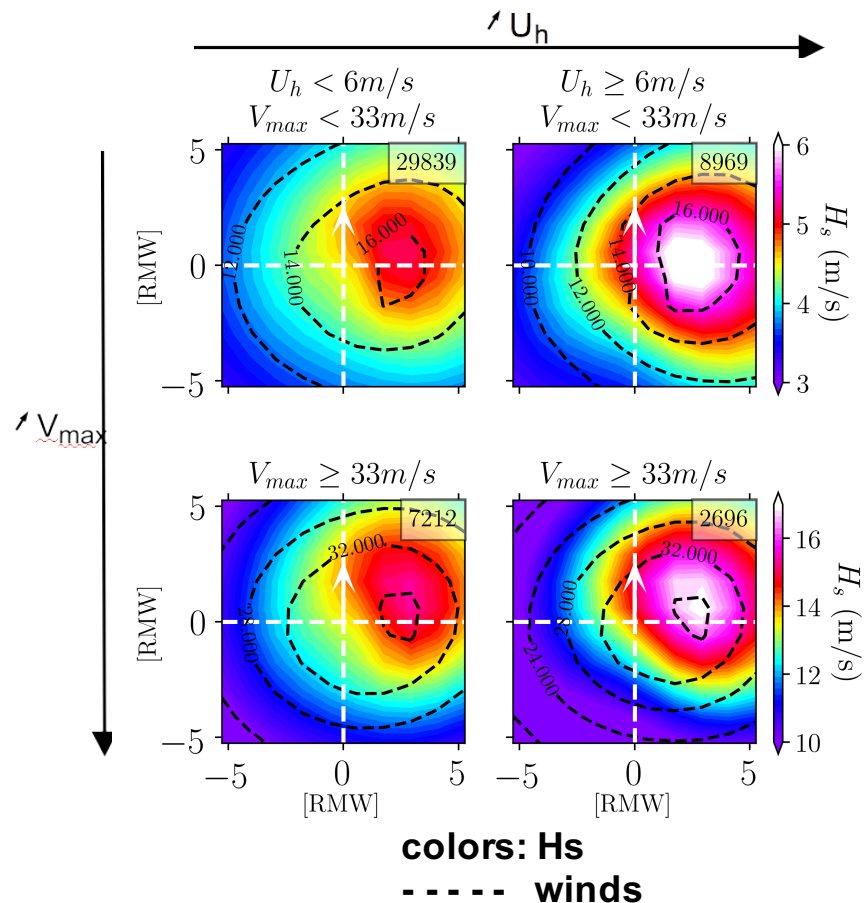 ↗ U_h
U_h < 6m/s
V_max < 33m/s
U_h ≥ 6m/s
V_max < 33m/s
↗ V_max
[RMW]
5
0
−5
29839
12.000
14.000
16.000
8969
10.000
12.000
14.000
16.000
6
5
4
3
H_s (m/s)
V_max ≥ 33m/s
V_max ≥ 33m/s
[RMW]
5
0
−5
7212
28.000
32.000
2696
24.000
28.000
32.000
16
14
12
10
H_s (m/s)
−5 0 5
[RMW]
−5 0 5
[RMW]
colors: Hs
- - - - - winds